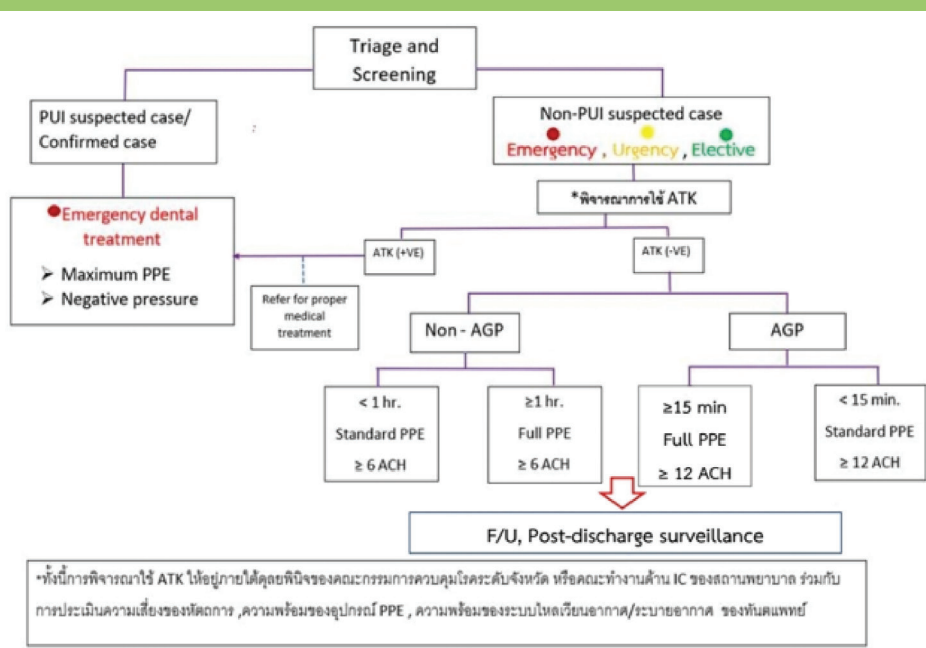 Triage and
Screening
PUI suspected case/
Confirmed case
Non-PUI suspected case
Emergency , Urgency , Elective
*พิจารณาการใช้ ATK
Emergency dental
treatment
➤ Maximum PPE
➤ Negative pressure
ATK (+VE)
ATK (-VE)
Refer for proper
medical
treatment
Non - AGP
AGP
< 1 hr.
Standard PPE
≥ 6 ACH
≥1 hr.
Full PPE
≥ 6 ACH
≥15 min
Full PPE
≥ 12 ACH
< 15 min.
Standard PPE
≥ 12 ACH
F/U, Post-discharge surveillance
*ทั้งนี้การพิจารณาใช้ ATK ให้อยู่ภายใต้ดุลยพินิจของคณะกรรมการควบคุมโรคระดับจังหวัด หรือคณะทำงานด้าน IC ของสถานพยาบาล ร่วมกับ
การประเมินความเสี่ยงของหัตถการ ,ความพร้อมของอุปกรณ์ PPE , ความพร้อมของระบบไหลเวียนอากาศ/ระบายอากาศ ของทันตแพทย์